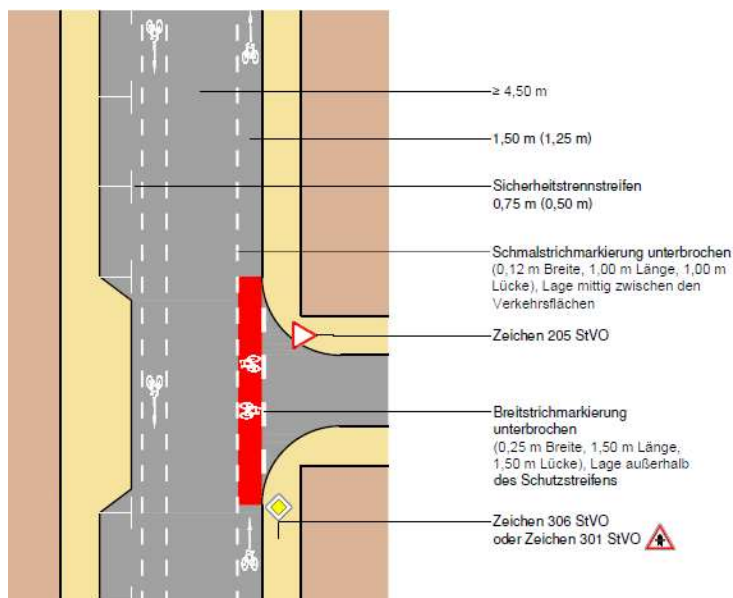 ≥ 4,50 m
1,50 m (1,25 m)
Sicherheitstrennstreifen
0,75 m (0,50 m)
Schmalstrichmarkierung unterbrochen
(0,12 m Breite, 1,00 m Länge, 1,00 m
Lücke), Lage mittig zwischen den
Verkehrsflächen
Zeichen 205 StVO
Breitstrichmarkierung
unterbrochen
(0,25 m Breite, 1,50 m Länge,
1,50 m Lücke), Lage außerhalb
des Schutzstreifens
Zeichen 306 StVO
oder Zeichen 301 StVO